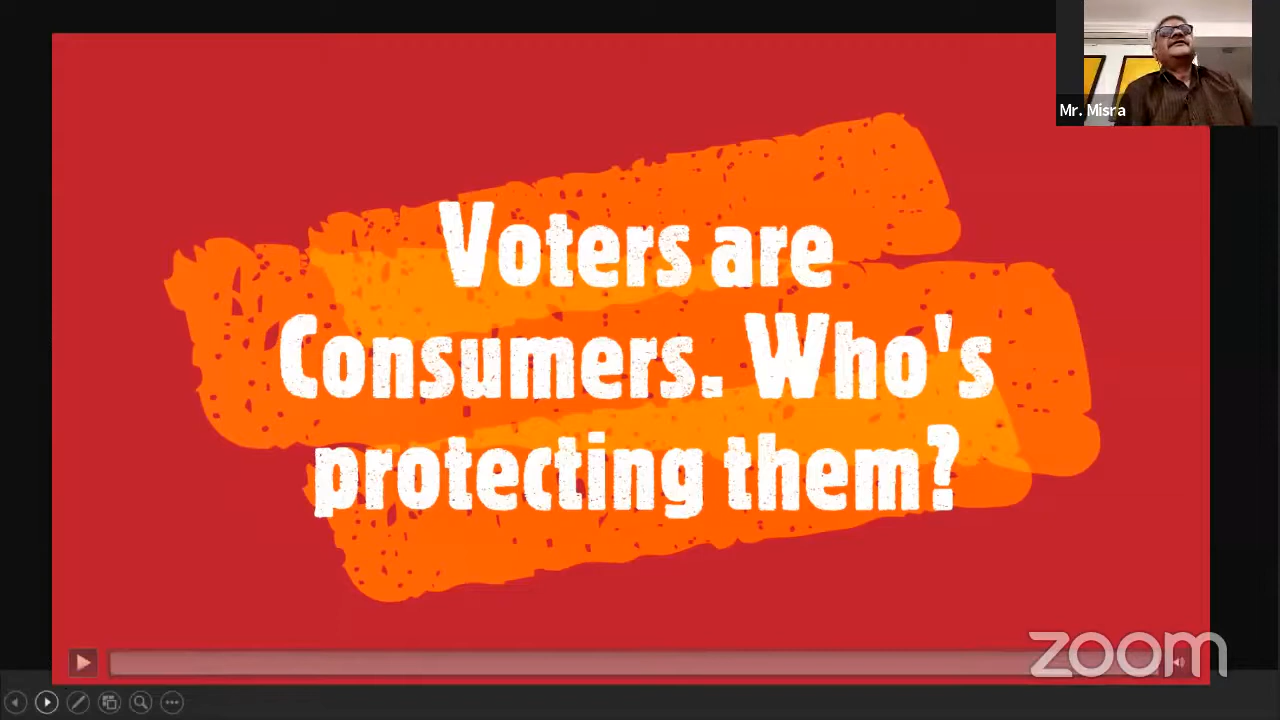 Mr. Misra
Voters are
Consumers. Who's
protecting them?
zoom